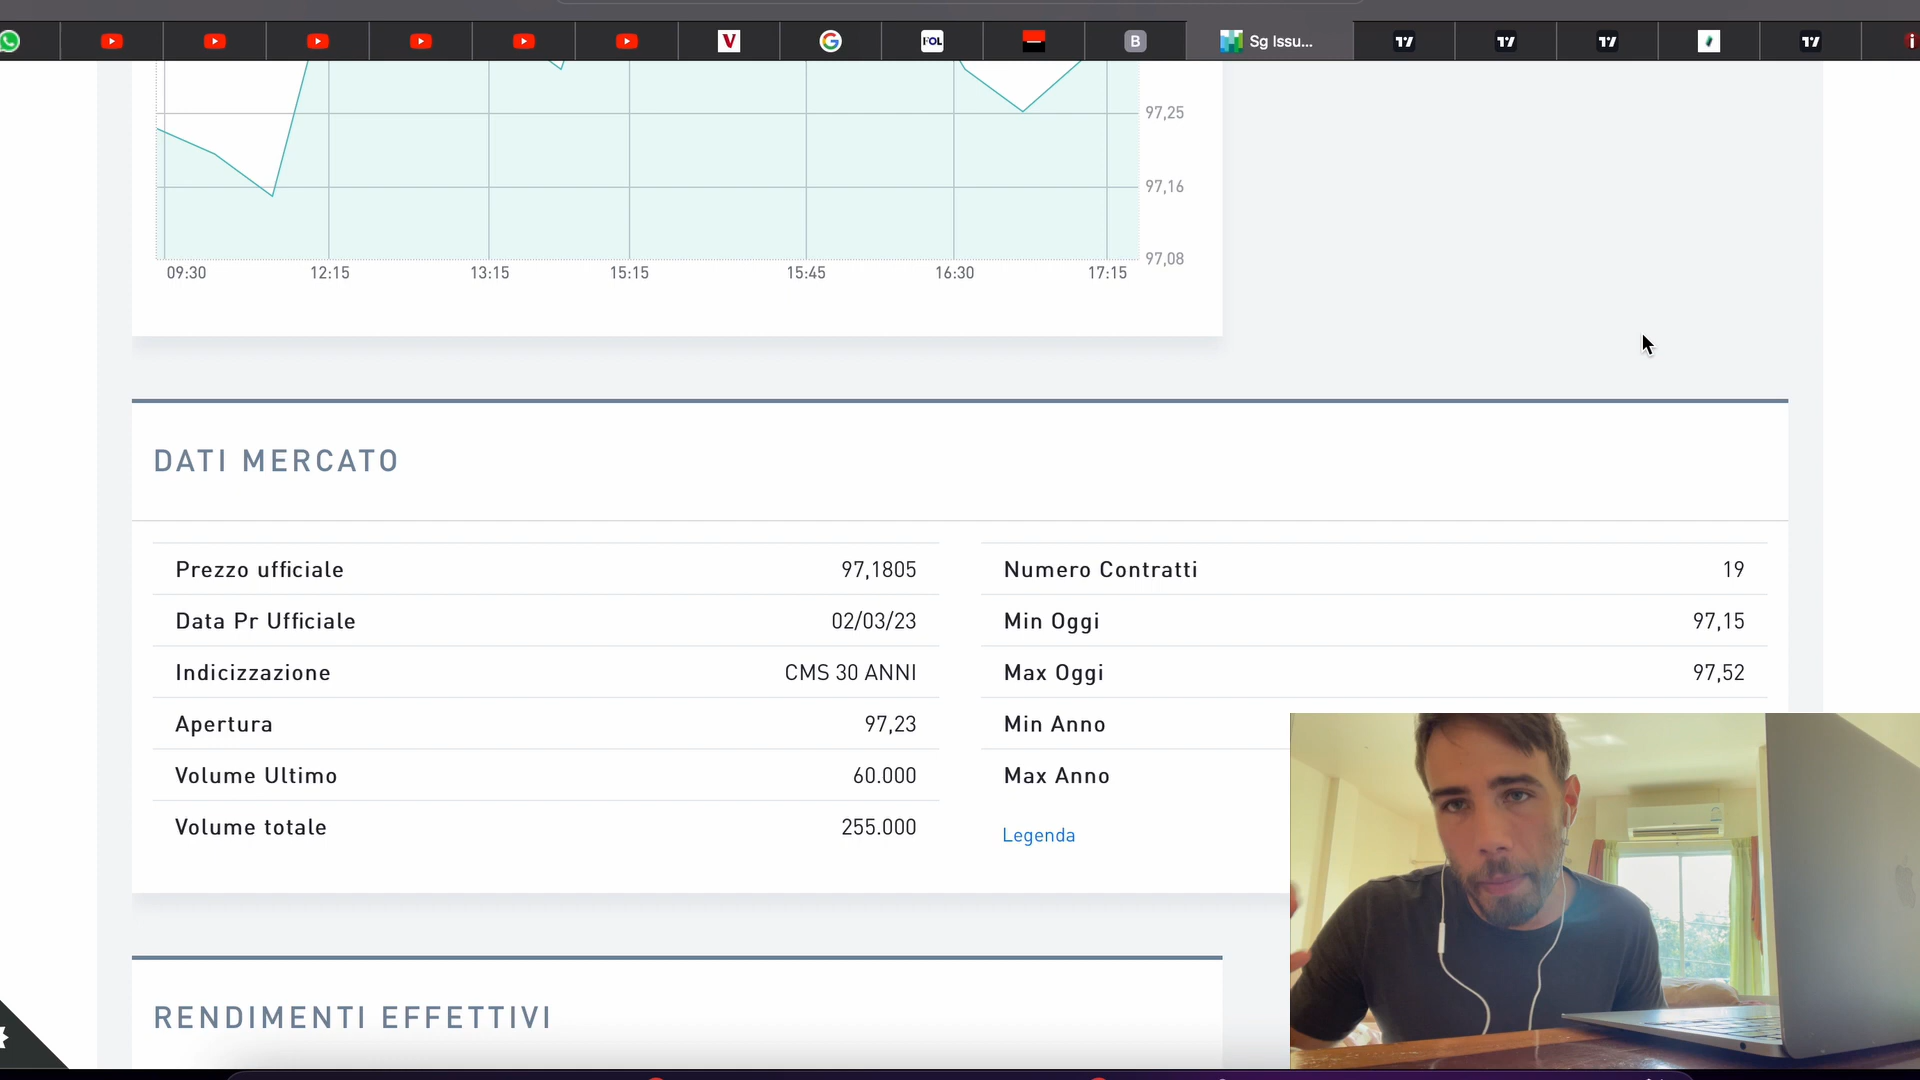 V
G
FOL
B
Sg Issu...
97,25
97,16
97,08
09:30 12:15 13:15 15:15 15:45 16:30 17:15
DATI MERCATO
Prezzo ufficiale 97,1805
Data Pr Ufficiale 02/03/23
Indicizzazione CMS 30 ANNI
Apertura 97,23
Volume Ultimo 60.000
Volume totale 255.000
Numero Contratti 19
Min Oggi 97,15
Max Oggi 97,52
Min Anno
Max Anno
Legenda
RENDIMENTI EFFETTIVI